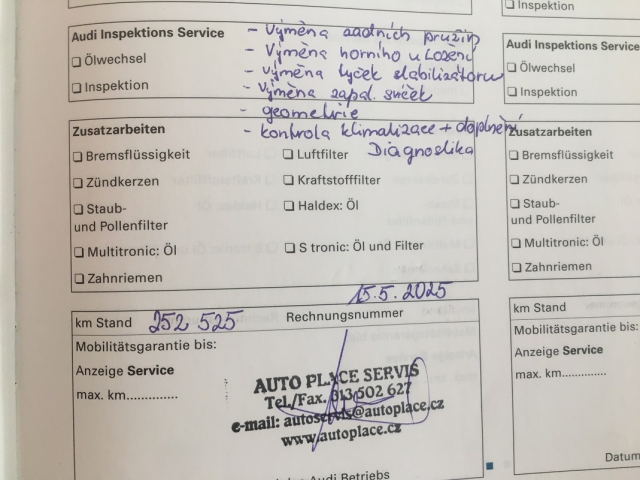 Inspektion
Audi Inspektions Service
- Výměna zadních pružin
Ölwechsel
- Výměna horního uložení
Inspektion
- Výměna tyček stabilizátoru
- Výměna zapal. svíček
- geometrie
- kontrola klimatizace + doplnění
Diagnostika
Zusatzarbeiten
Bremsflüssigkeit
Luftfilter
Zündkerzen
Kraftstofffilter
Staub-
und Pollenfilter
Haldex: Öl
Multitronic: Öl
S tronic: Öl und Filter
Zahnriemen
15.5.2025
km Stand 252 525
Rechnungsnummer
Mobilitätsgarantie bis:
Anzeige Service
max. km..............
AUTO PLACE SERVIS
Tel./Fax. 313 502 627
e-mail: autoservis@autoplace.cz
www.autoplace.cz
Audi Betriebs
Audi Inspektions Service
Ölwechsel
Inspektion
Zusatzarbeiten
Bremsflüssigkeit
Zündkerzen
Staub-
und Pollenfilter
Multitronic: Öl
Zahnriemen
km Stand
Mobilitätsgarantie
Anzeige Service
max. km.............
Datum